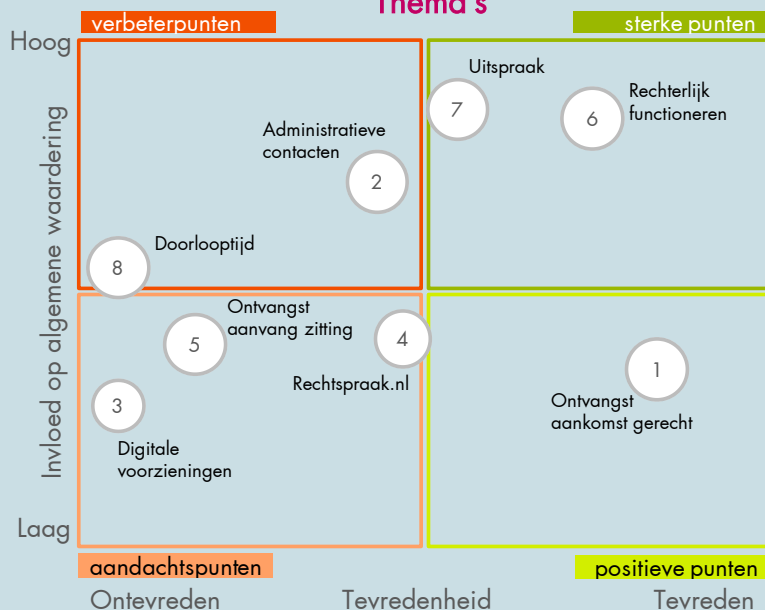 Thema's
verbeterpunten
sterke punten
Hoog
Uitspraak
7
6
Rechterlijk
functioneren
Administratieve
contacten
2
Invloed op algemene waardering
Doorlooptijd
8
Ontvangst
aanvang zitting
5
4
Rechtspraak.nl
3
Digitale
voorzieningen
1
Ontvangst
aankomst gerecht
Laag
aandachtspunten
positieve punten
Ontevreden
Tevredenheid
Tevreden